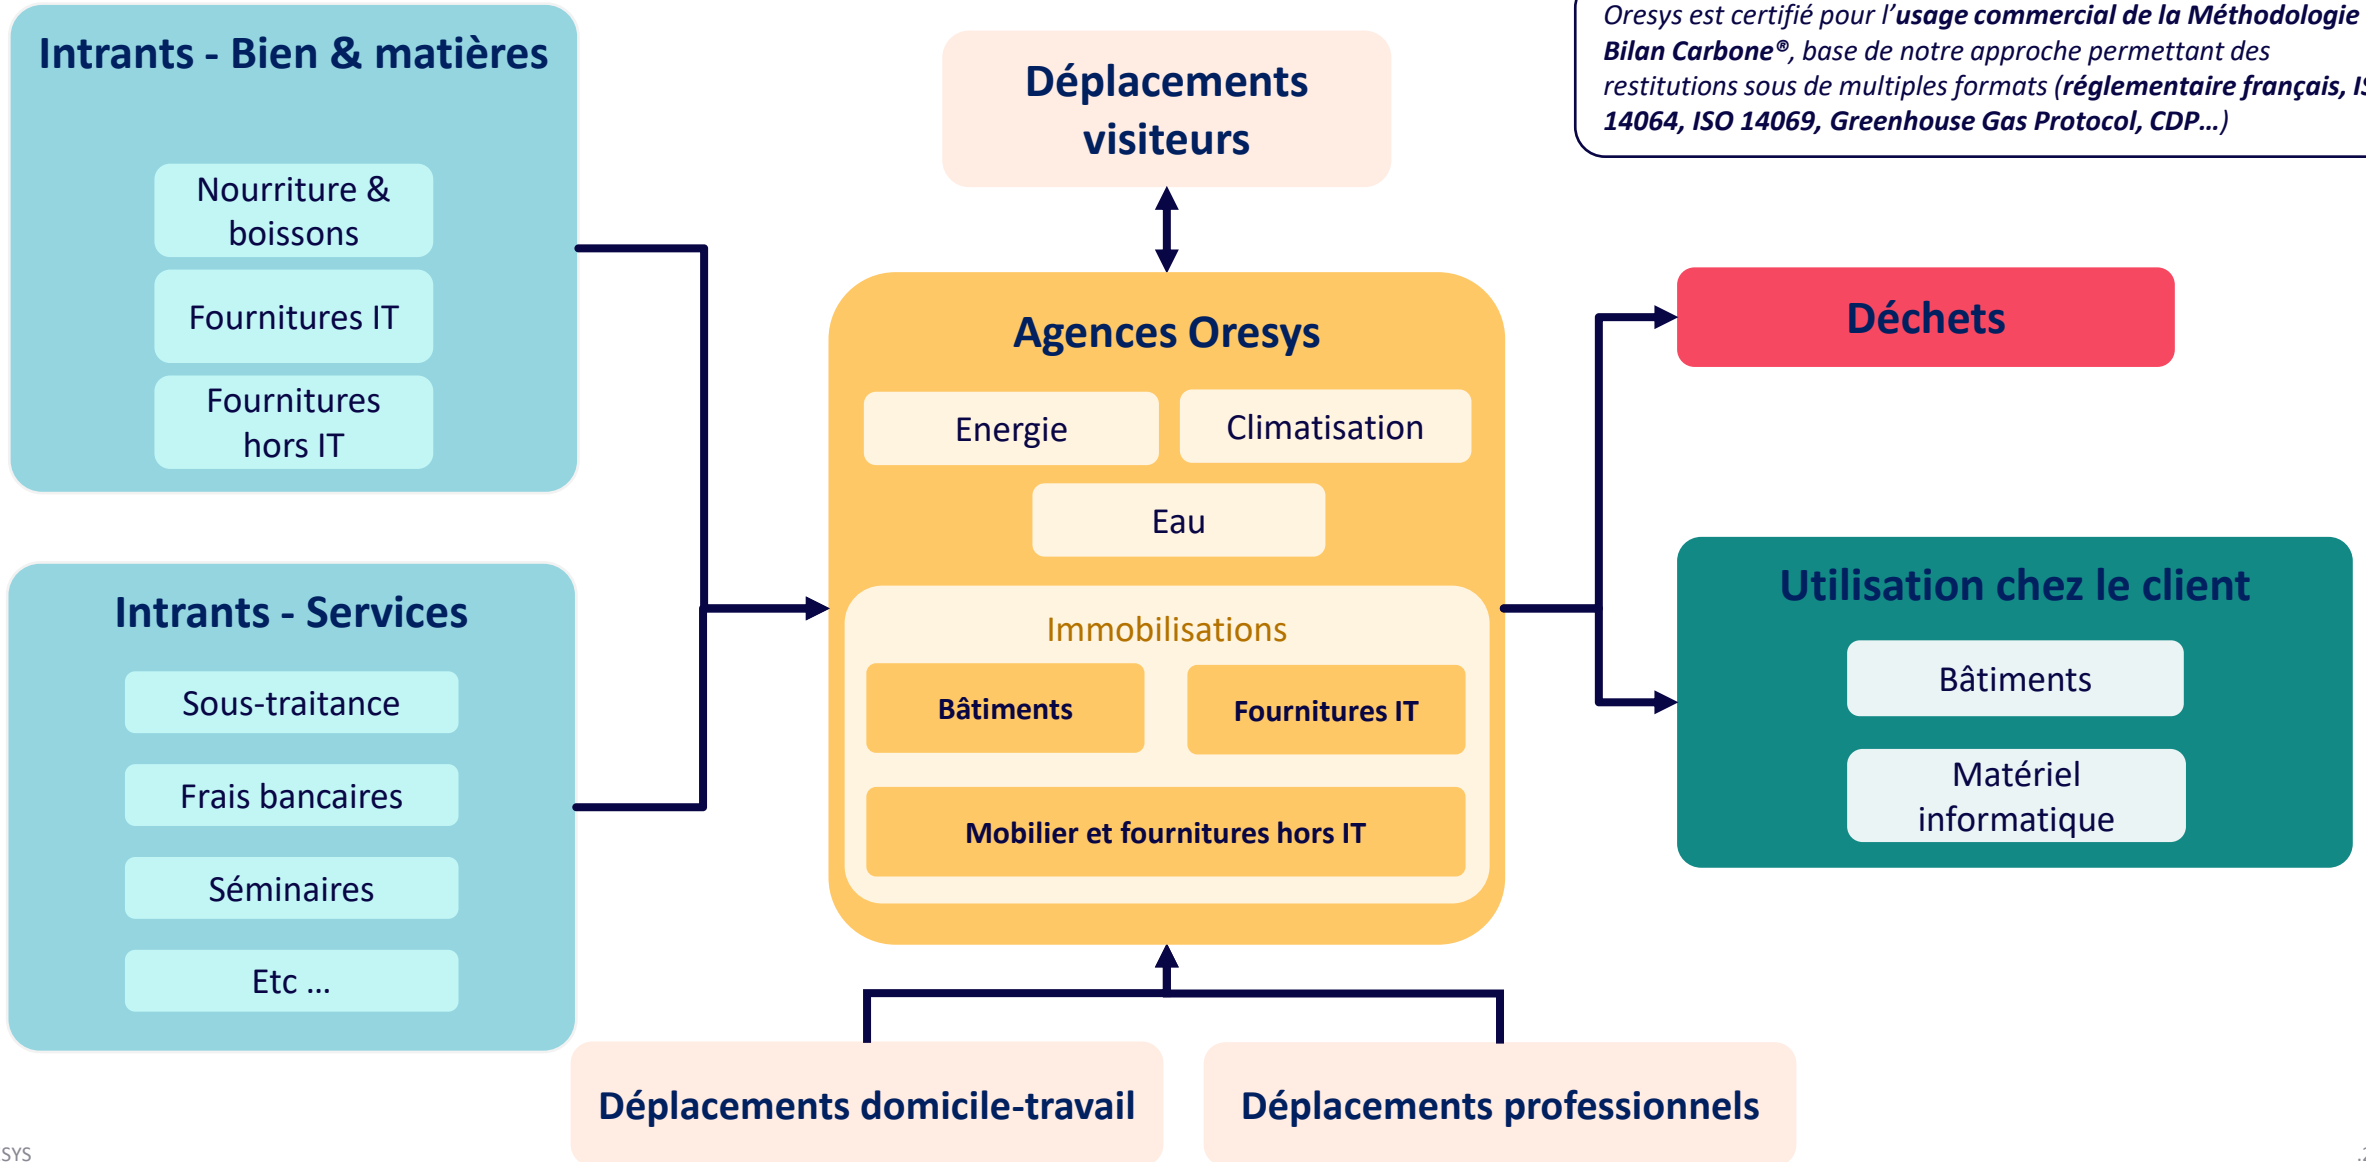 Oresys est certifié pour l’usage commercial de la Méthodologie
Bilan Carbone®, base de notre approche permettant des
restitutions sous de multiples formats (réglementaire français,
14064, ISO 14069, Greenhouse Gas Protocol, CDP…)
Intrants - Bien & matières
Nourriture &
boissons
Fournitures IT
Fournitures
hors IT
Intrants - Services
Sous-traitance
Frais bancaires
Séminaires
Etc ...
Déplacements
visiteurs
Agences Oresys
Energie
Climatisation
Eau
Immobilisations
Bâtiments
Fournitures IT
Mobilier et fournitures hors IT
Déplacements domicile-travail
Déplacements professionnels
Déchets
Utilisation chez le client
Bâtiments
Matériel
informatique
SYS